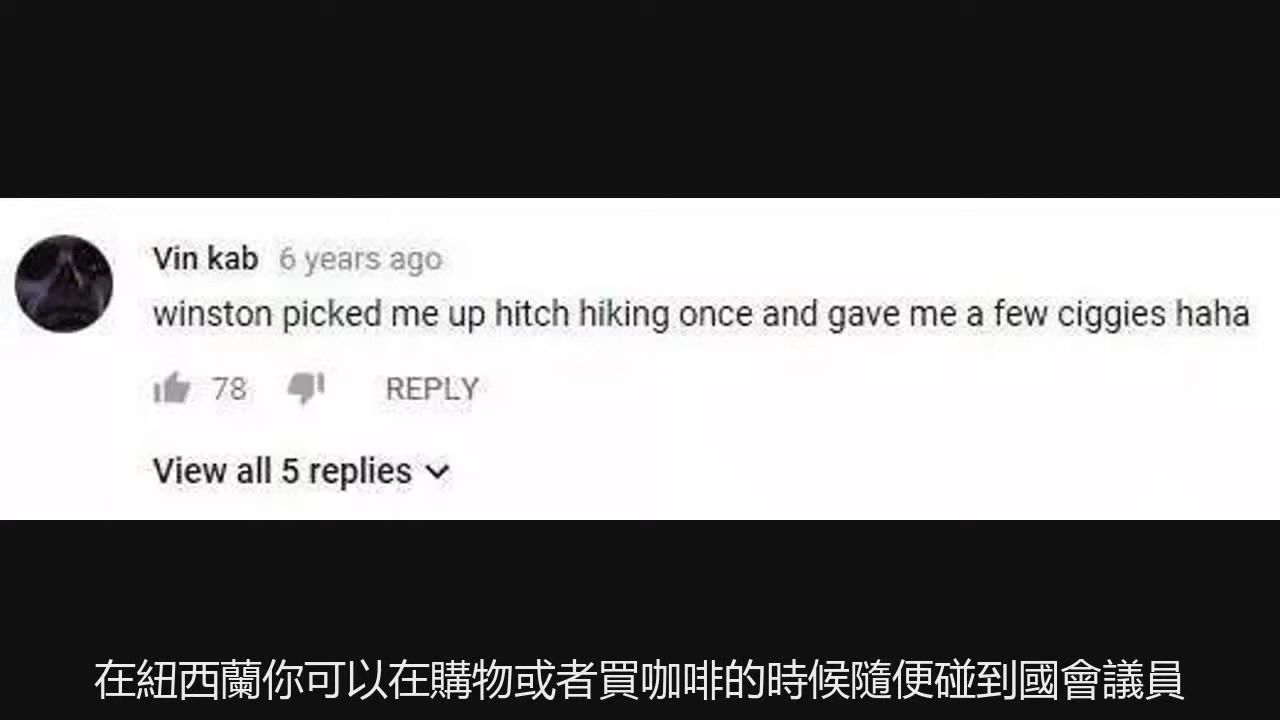 Vin kab 6 years ago
winston picked me up hitch hiking once and gave me a few ciggies haha
78 REPLY
View all 5 replies
在紐西蘭你可以在購物或者買咖啡的時候隨便碰到國會議員